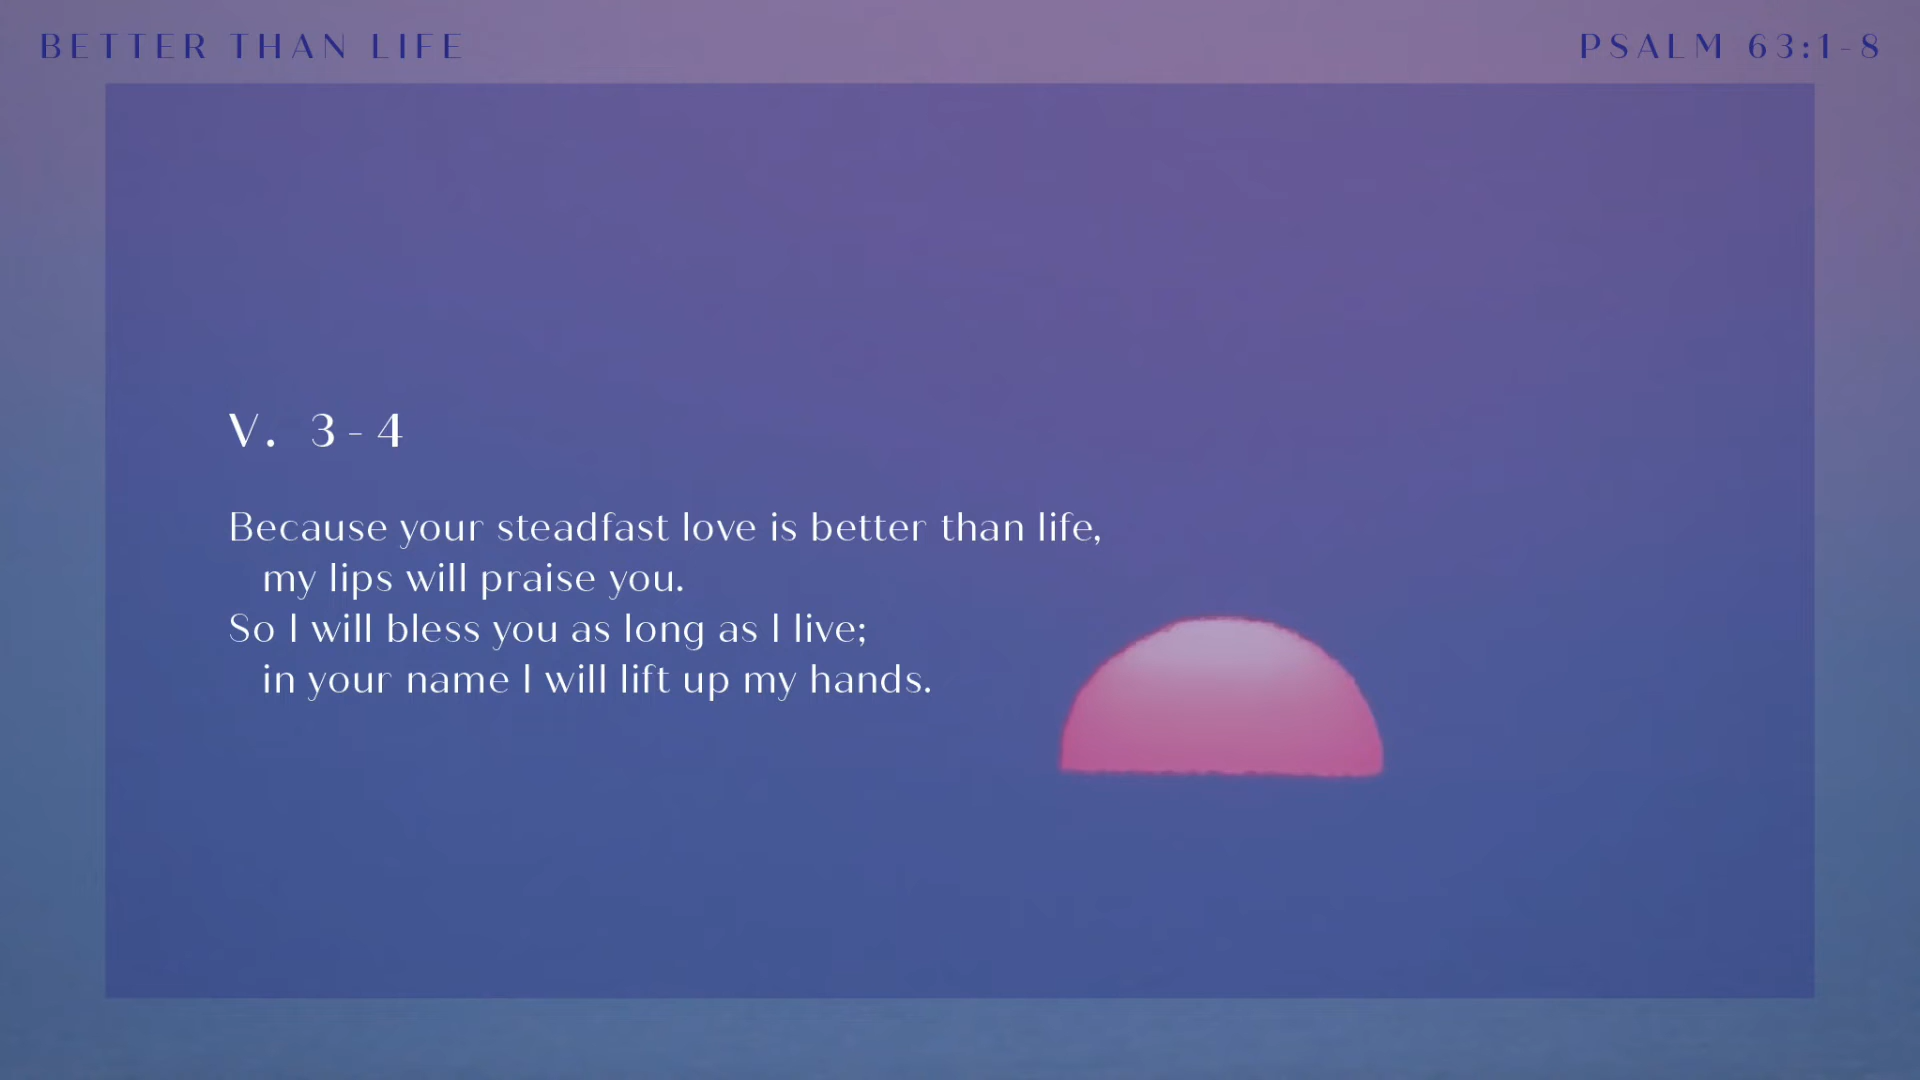 BETTER THAN LIFE
PSALM 63:1-8
V. 3-4
Because your steadfast love is better than life,
my lips will praise you.
So I will bless you as long as I live;
in your name I will lift up my hands.